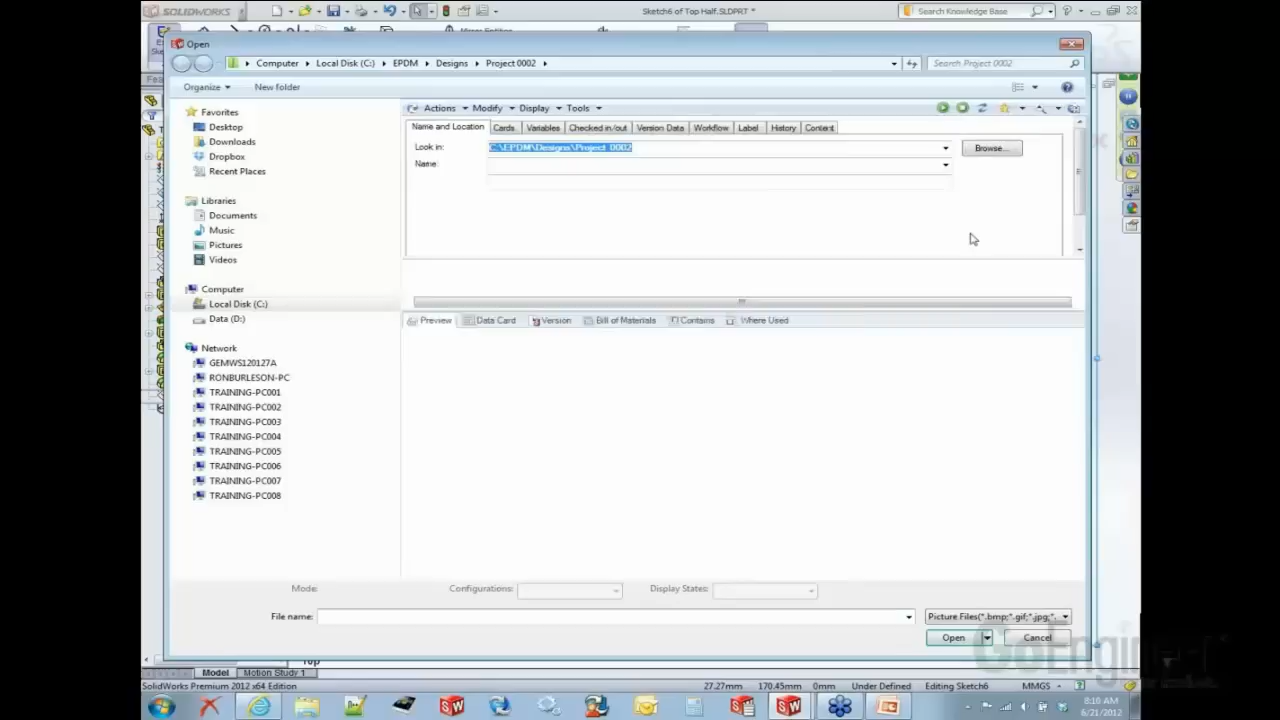 SOLIDWORKS
Sketch6 of Top Half.SLDPRT *
Search Knowledge Base
Open
Computer
Local Disk (C:)
EPDM
Designs
Project 0002
Search Project 0002
Organize
New folder
Favorites
Desktop
Downloads
Dropbox
Recent Places
Libraries
Documents
Music
Pictures
Videos
Computer
Local Disk (C:)
Data (D:)
Network
GEMWS120127A
RONBURLESON-PC
TRAINING-PC001
TRAINING-PC002
TRAINING-PC003
TRAINING-PC004
TRAINING-PC005
TRAINING-PC006
TRAINING-PC007
TRAINING-PC008
Actions
Modify
Display
Tools
Name and Location
Cards
Variables
Checked in/out
Version Data
Workflow
Label
History
Content
Look in:
C:\EPDM\Designs\Project 0002
Browse...
Name:
Preview
Data Card
Version
Bill of Materials
Contains
Where Used
Mode:
Configurations:
Display States:
File name:
Picture Files(*.bmp;*.gif;*.jpg;*.
Open
Cancel
GoEngineer
Top
Model
Motion Study 1
SolidWorks Premium 2012 x64 Edition
27.27mm
170.45mm
0mm
Under Defined
Editing Sketch6
MMGS
8:10 AM
6/21/2012